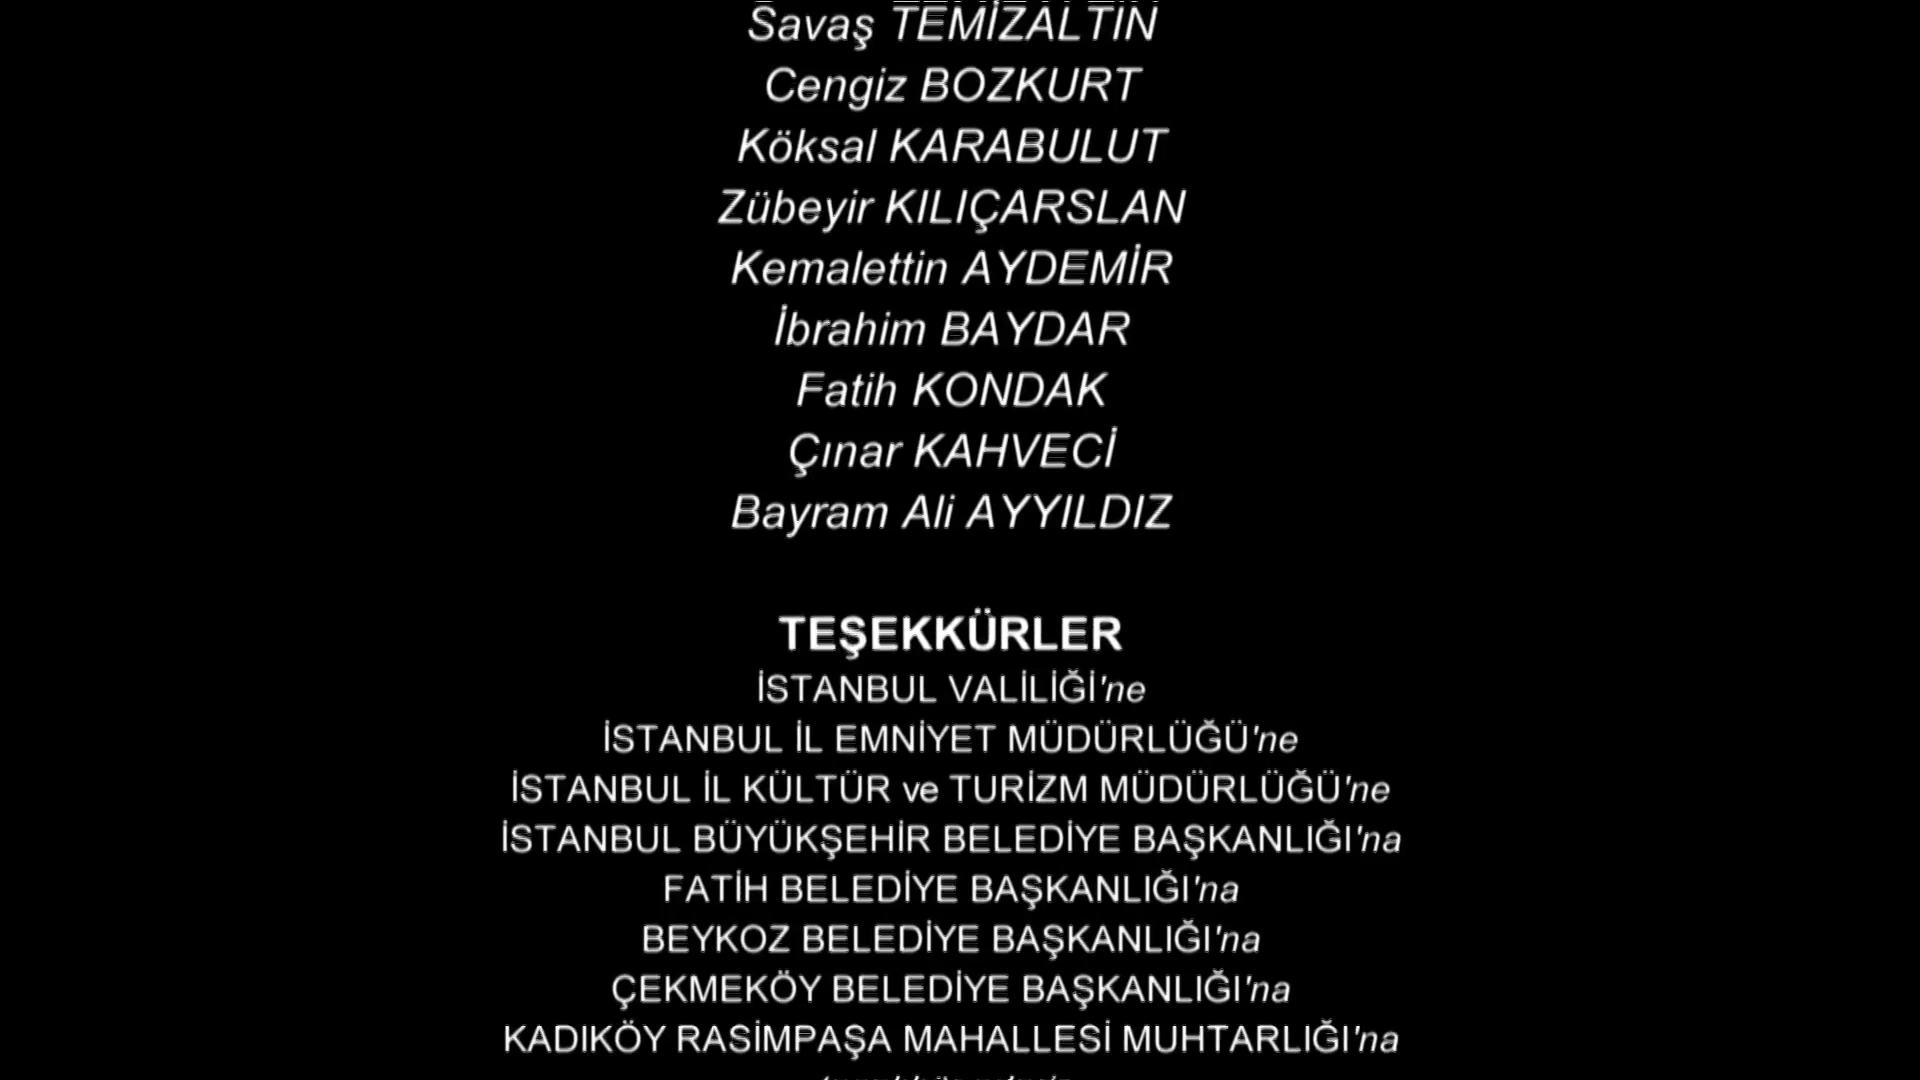 Savaş TEMİZALTIN
Cengiz BOZKURT
Köksal KARABULUT
Zübeyir KILIÇARSLAN
Kemalettin AYDEMİR
İbrahim BAYDAR
Fatih KONDAK
Çınar KAHVECİ
Bayram Ali AYYILDIZ
TEŞEKKÜRLER
İSTANBUL VALİLİĞİ'ne
İSTANBUL İL EMNİYET MÜDÜRLÜĞÜ'ne
İSTANBUL İL KÜLTÜR ve TURİZM MÜDÜRLÜĞÜ'ne
İSTANBUL BÜYÜKŞEHİR BELEDİYE BAŞKANLIĞI'na
FATİH BELEDİYE BAŞKANLIĞI'na
BEYKOZ BELEDİYE BAŞKANLIĞI'na
ÇEKMEKÖY BELEDİYE BAŞKANLIĞI'na
KADIKÖY RASİMPAŞA MAHALLESİ MUHTARLIĞI'na